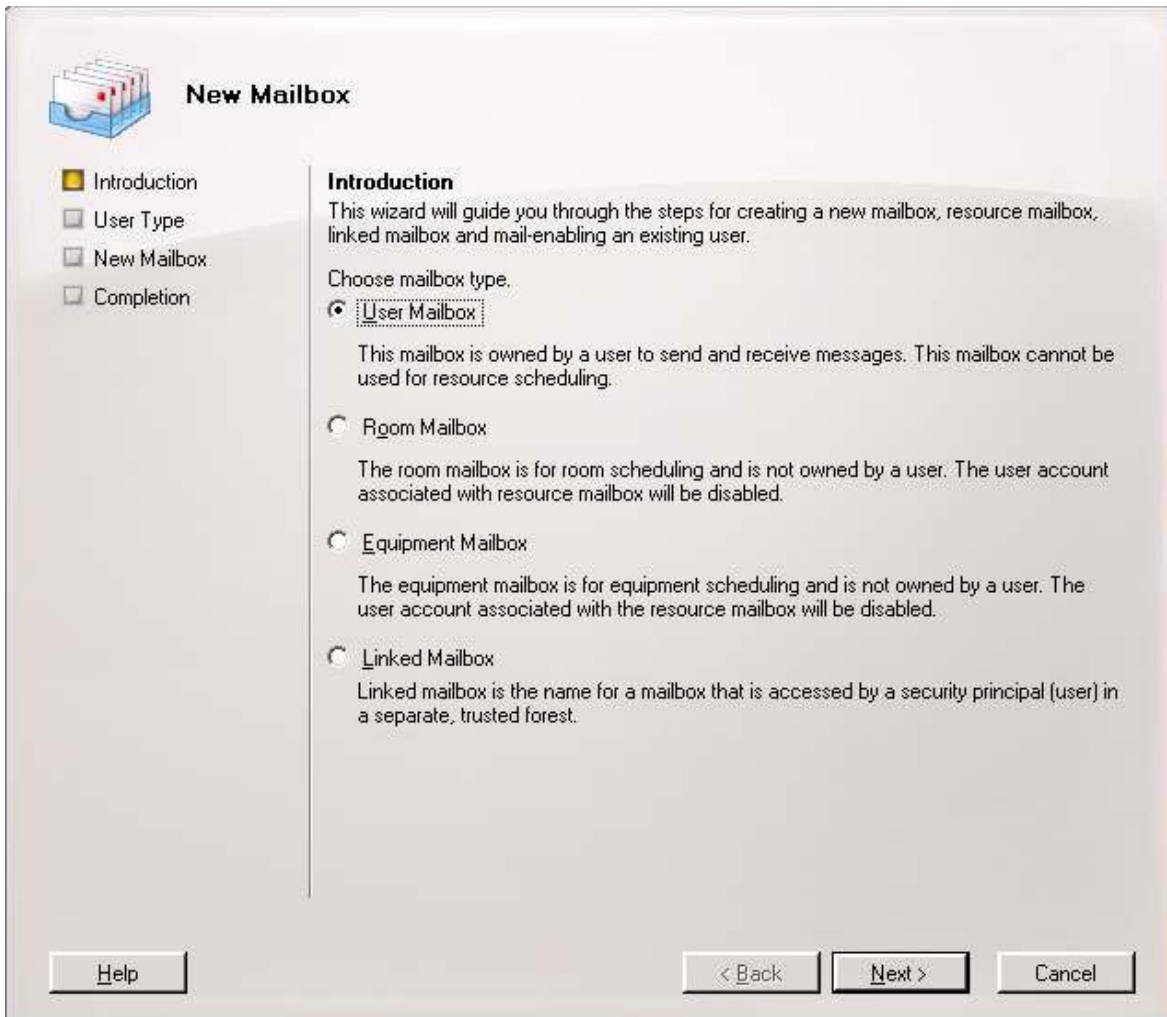 New Mailbox
Introduction
User Type
New Mailbox
Completion
Introduction
This wizard will guide you through the steps for creating a new mailbox, resource mailbox,
linked mailbox and mail-enabling an existing user.
Choose mailbox type.
User Mailbox
This mailbox is owned by a user to send and receive messages. This mailbox cannot be
used for resource scheduling.
Room Mailbox
The room mailbox is for room scheduling and is not owned by a user. The user account
associated with resource mailbox will be disabled.
Equipment Mailbox
The equipment mailbox is for equipment scheduling and is not owned by a user. The
user account associated with the resource mailbox will be disabled.
Linked Mailbox
Linked mailbox is the name for a mailbox that is accessed by a security principal (user) in
a separate, trusted forest.
Help
< Back
Next >
Cancel